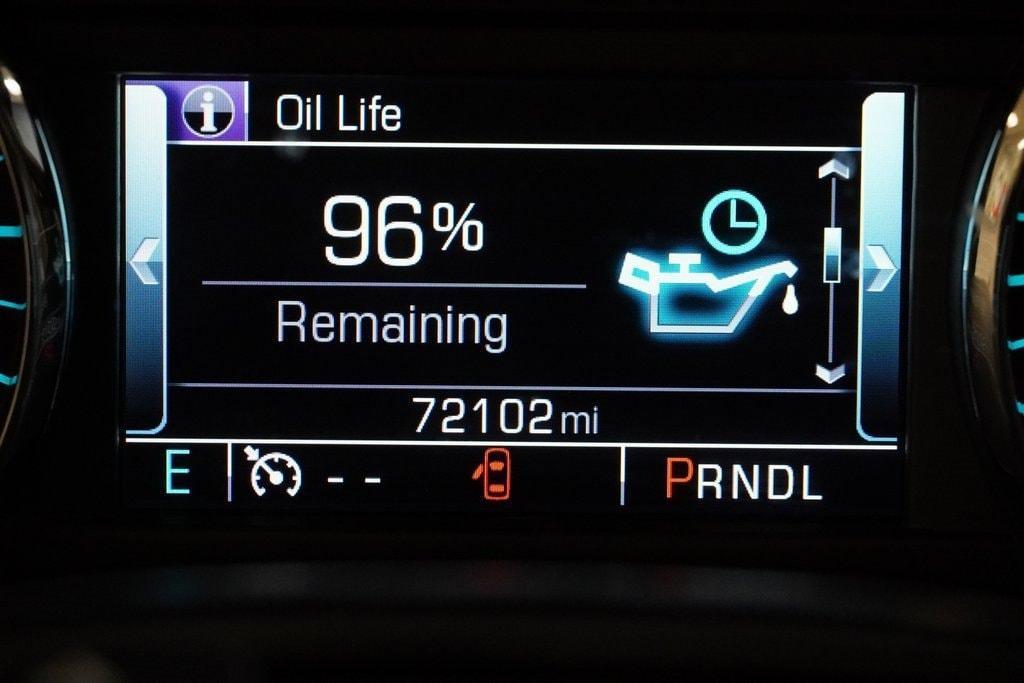 i Oil Life
96%
Remaining
72102 mi
E -- PRNDL